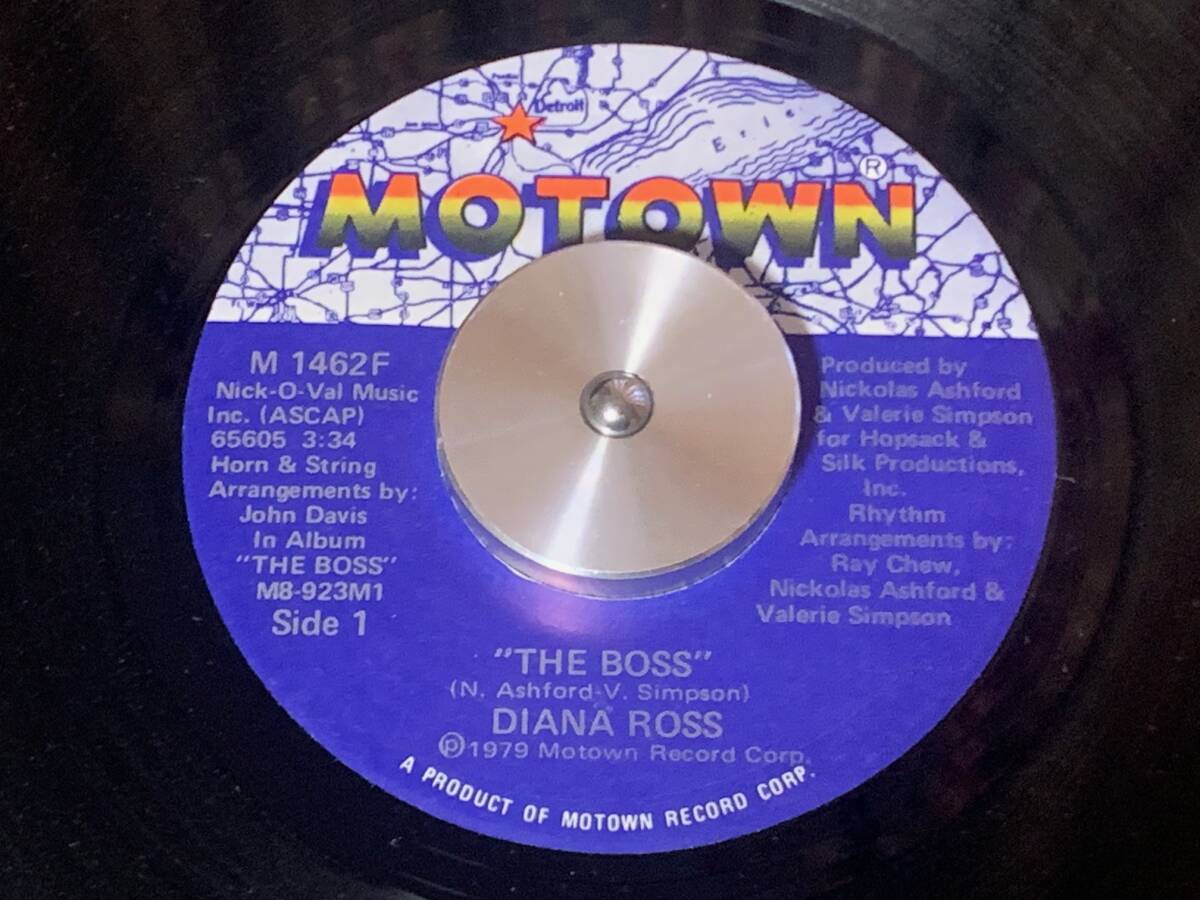 Detroit
Erie
MOTOWN®
M 1462F
Nick-O-Val Music
Inc. (ASCAP)
65605 3:34
Horn & String
Arrangements by:
John Davis
In Album
"THE BOSS"
M8-923M1
Side 1
Produced by
Nickolas Ashford
& Valerie Simpson
for Hopsack &
Silk Productions,
Inc.
Rhythm
Arrangements by:
Ray Chew,
Nickolas Ashford &
Valerie Simpson
"THE BOSS"
(N. Ashford-V. Simpson)
DIANA ROSS
℗1979 Motown Record Corp.
A PRODUCT OF MOTOWN RECORD CORP.